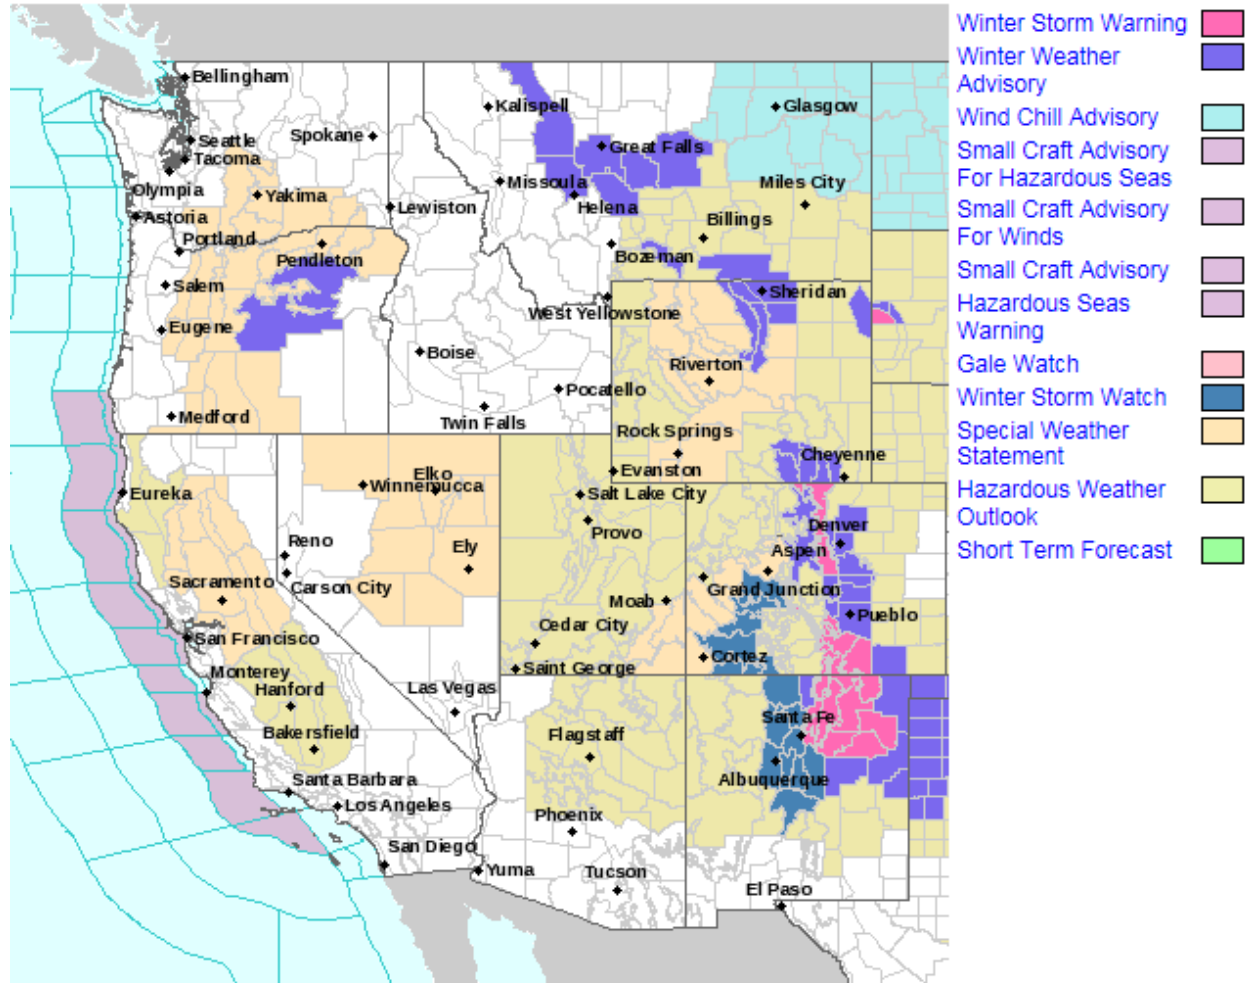 Bellingham
Seattle
Tacoma
Spokane
Olympia
Yakima
Astoria
Lewiston
Portland
Pendleton
Salem
Eugene
Medford
Kalispell
Great Falls
Missoula
Helena
Glasgow
Miles City
Billings
Bozeman
Sheridan
West Yellowstone
Boise
Pocatello
Twin Falls
Riverton
Rock Springs
Evanston
Cheyenne
Eureka
Winnemucca
Elko
Reno
Ely
Carson City
Sacramento
San Francisco
Monterey
Hanford
Bakersfield
Las Vegas
Santa Barbara
Los Angeles
San Diego
Salt Lake City
Provo
Moab
Cedar City
Saint George
Denver
Aspen
Grand Junction
Pueblo
Cortez
Flagstaff
Phoenix
Yuma
Tucson
Santa Fe
Albuquerque
El Paso
Winter Storm Warning
Winter Weather
Advisory
Wind Chill Advisory
Small Craft Advisory
For Hazardous Seas
Small Craft Advisory
For Winds
Small Craft Advisory
Hazardous Seas
Warning
Gale Watch
Winter Storm Watch
Special Weather
Statement
Hazardous Weather
Outlook
Short Term Forecast